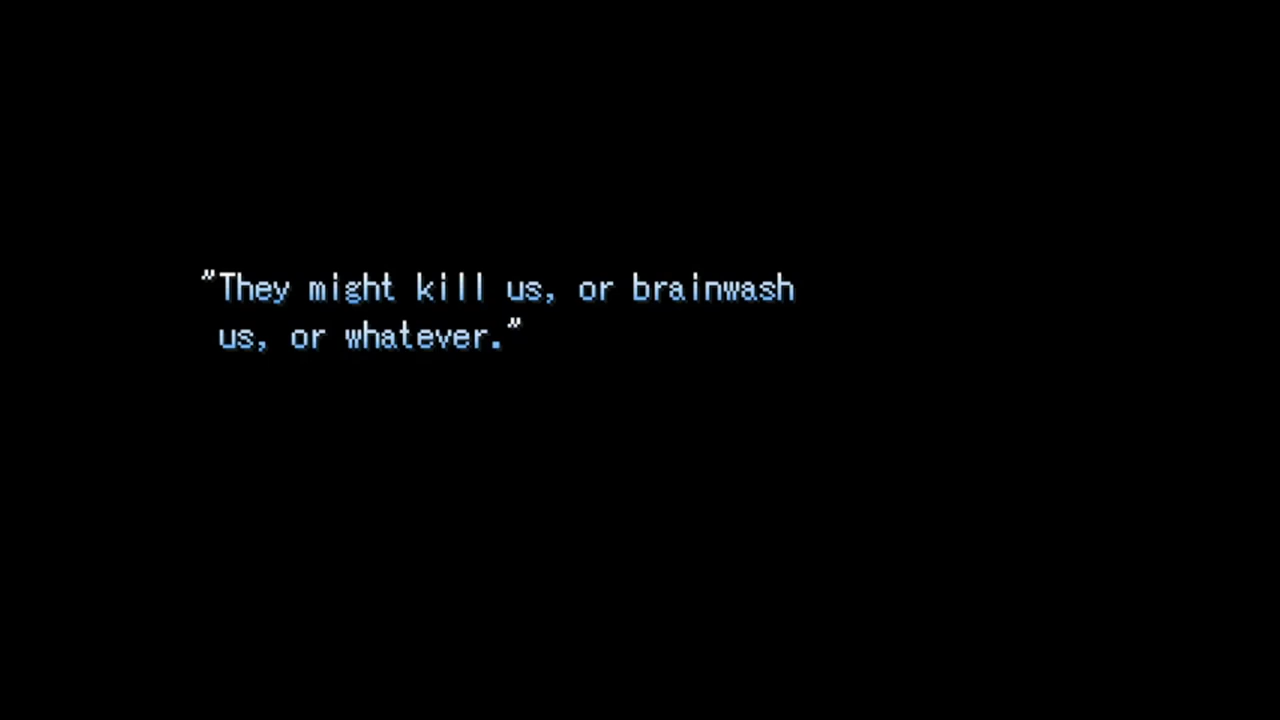 "They might kill us, or brainwash
us, or whatever."